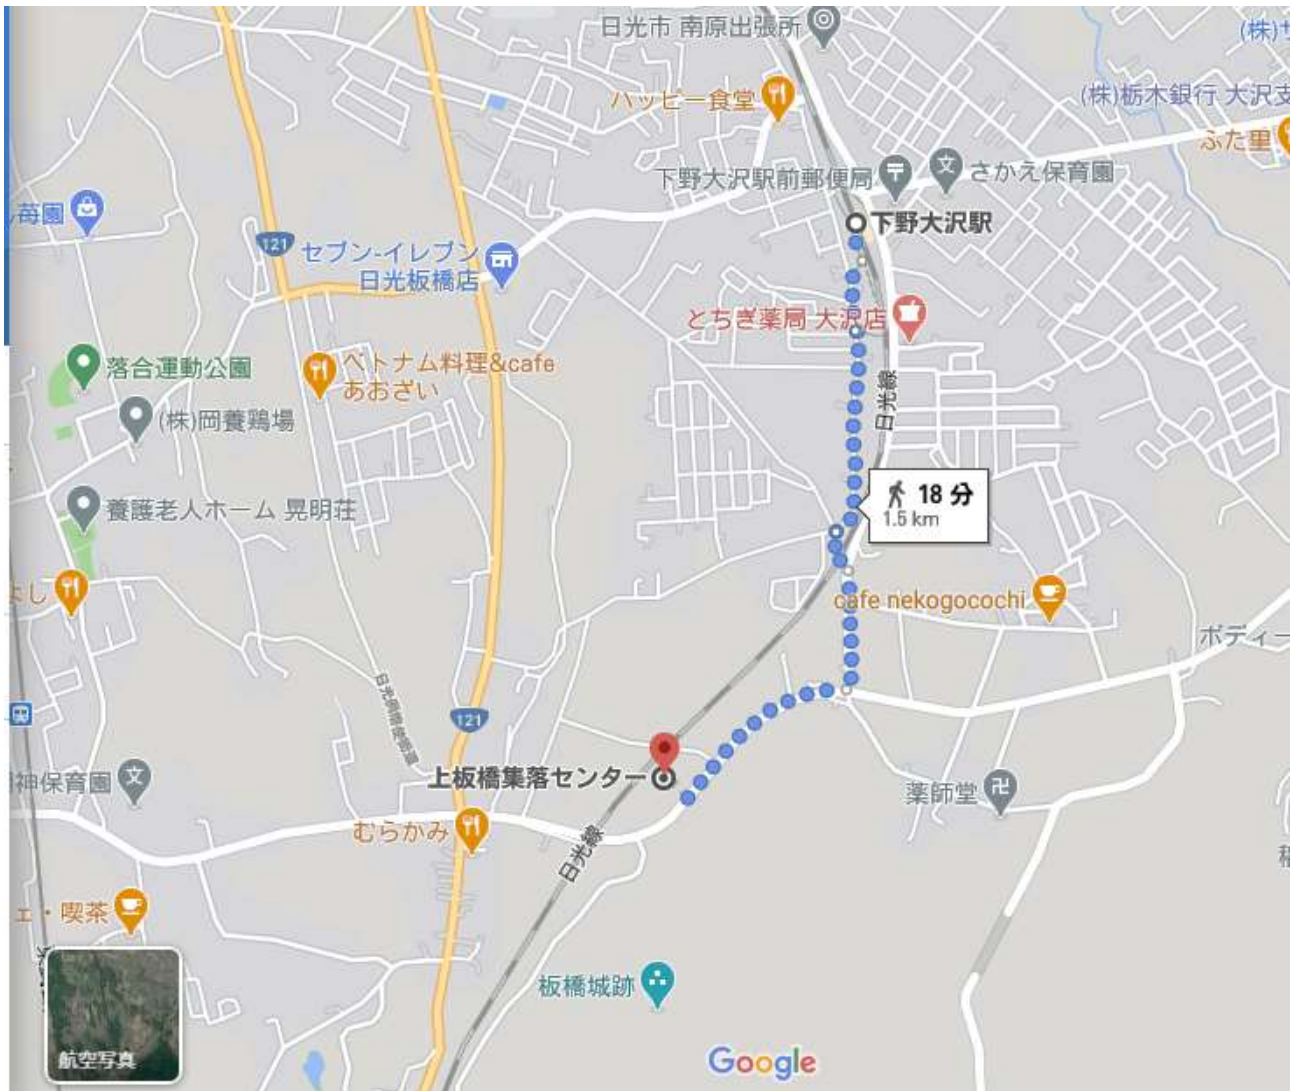 日光市 南原出張所
ハッピー食堂
(株)栃木銀行 大沢支
ふた里
下野大沢駅前郵便局
さかえ保育園
苺園
下野大沢駅
121
セブン-イレブン
日光板橋店
とちぎ薬局 大沢店
落合運動公園
ベトナム料理&cafe
あおざい
(株)岡養鶏場
日光線
18 分
1.5 km
養護老人ホーム 晃明荘
よし
cafe nekogocochi
ボディー
121
上板橋集落センター
神保育園
薬師堂
むらかみ
日光線
ェ・喫茶
板橋城跡
航空写真
Google